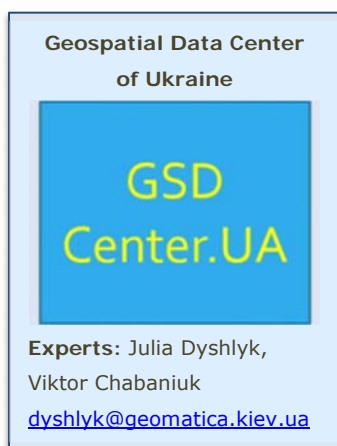 Geospatial Data Center
of Ukraine
GSD
Center.UA
Experts: Julia Dyshlyk,
Viktor Chabaniuk
dyshlyk@geomatica.kiev.ua